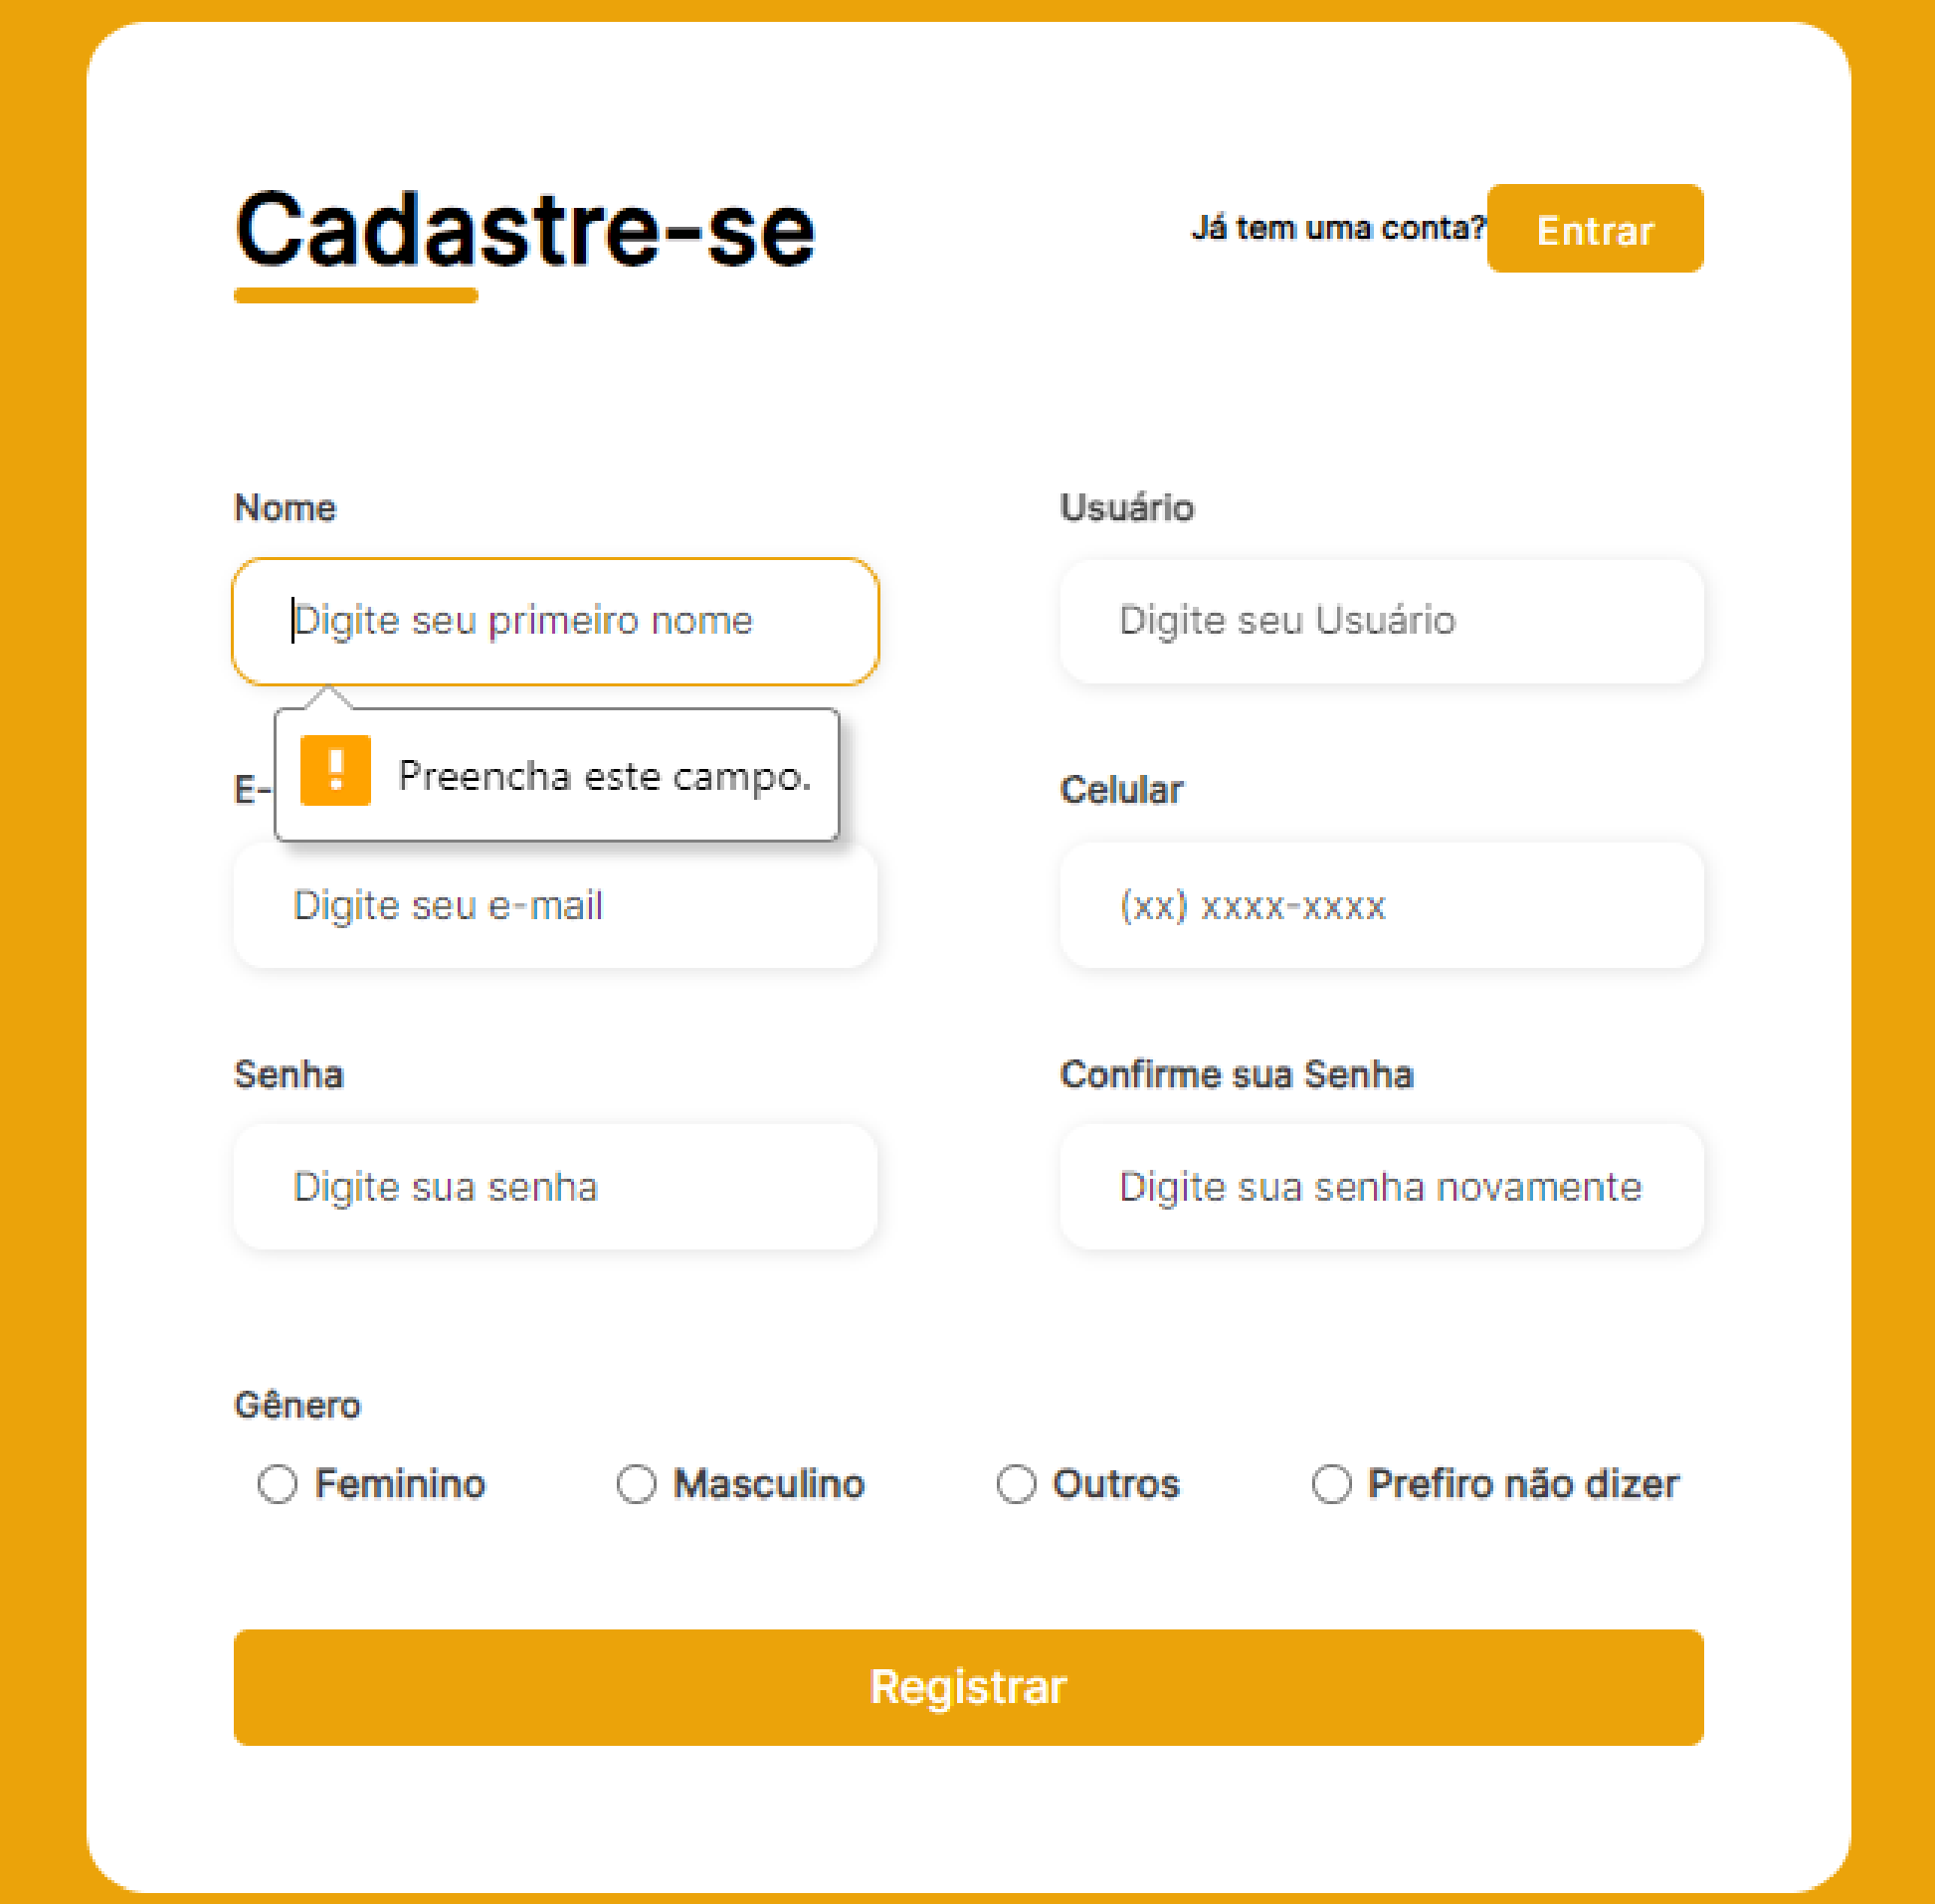 Cadastre-se
Já tem uma conta? Entrar
Nome
Usuário
Digite seu primeiro nome
Digite seu Usuário
Preencha este campo.
E-
Celular
Digite seu e-mail
(xx) xxxx-xxxx
Senha
Confirme sua Senha
Digite sua senha
Digite sua senha novamente
Gênero
Feminino
Masculino
Outros
Prefiro não dizer
Registrar